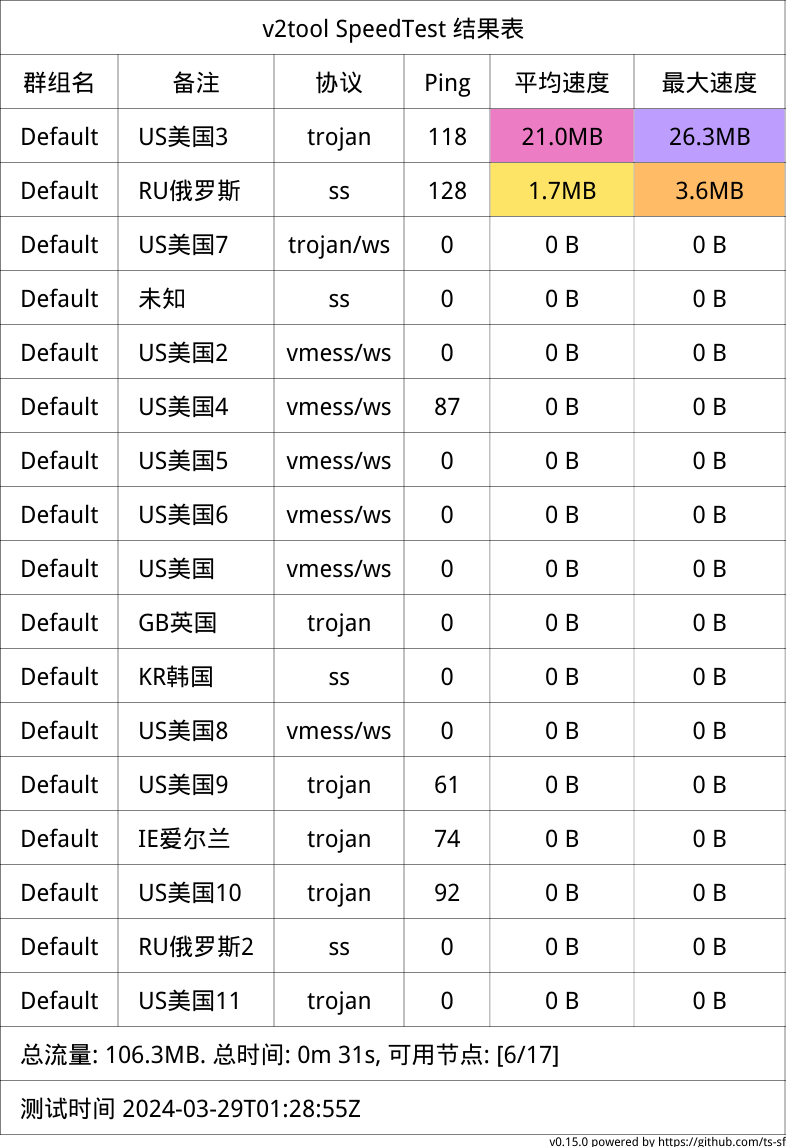 v2tool SpeedTest 结果表
群组名 备注 协议 Ping 平均速度 最大速度
Default US美国3 trojan 118 21.0MB 26.3MB
Default RU俄罗斯 ss 128 1.7MB 3.6MB
Default US美国7 trojan/ws 0 0 B 0 B
Default 未知 ss 0 0 B 0 B
Default US美国2 vmess/ws 0 0 B 0 B
Default US美国4 vmess/ws 87 0 B 0 B
Default US美国5 vmess/ws 0 0 B 0 B
Default US美国6 vmess/ws 0 0 B 0 B
Default US美国 vmess/ws 0 0 B 0 B
Default GB英国 trojan 0 0 B 0 B
Default KR韩国 ss 0 0 B 0 B
Default US美国8 vmess/ws 0 0 B 0 B
Default US美国9 trojan 61 0 B 0 B
Default IE爱尔兰 trojan 74 0 B 0 B
Default US美国10 trojan 92 0 B 0 B
Default RU俄罗斯2 ss 0 0 B 0 B
Default US美国11 trojan 0 0 B 0 B
总流量: 106.3MB. 总时间: 0m 31s, 可用节点: [6/17]
测试时间 2024-03-29T01:28:55Z
v0.15.0 powered by https://github.com/ts-sf